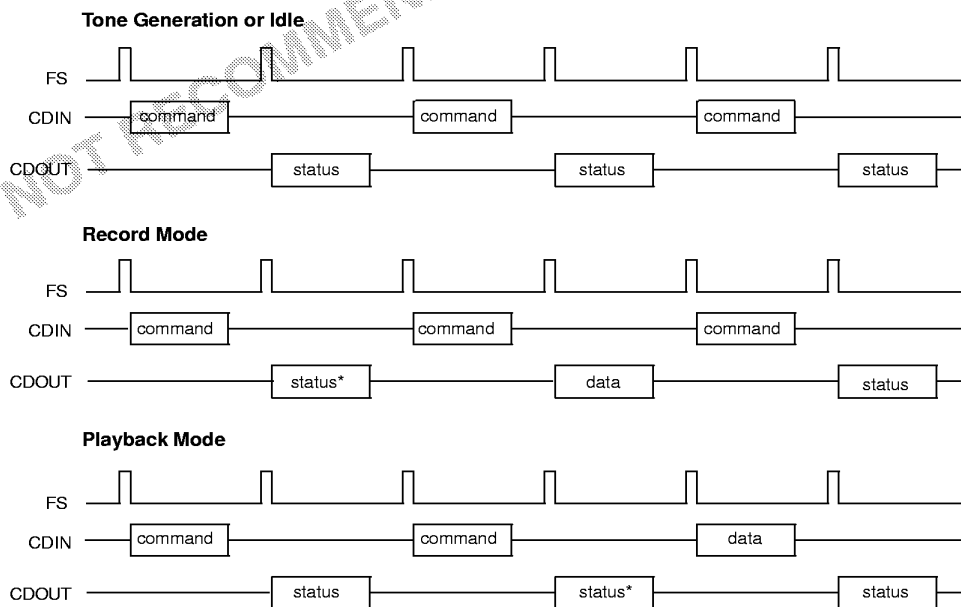 Tone Generation or Idle
NOT RECOMME
FS
CDIN command command command
CDOUT status status status
Record Mode
FS
CDIN command command command
CDOUT status* data status
Playback Mode
FS
CDIN command command data
CDOUT status status* status